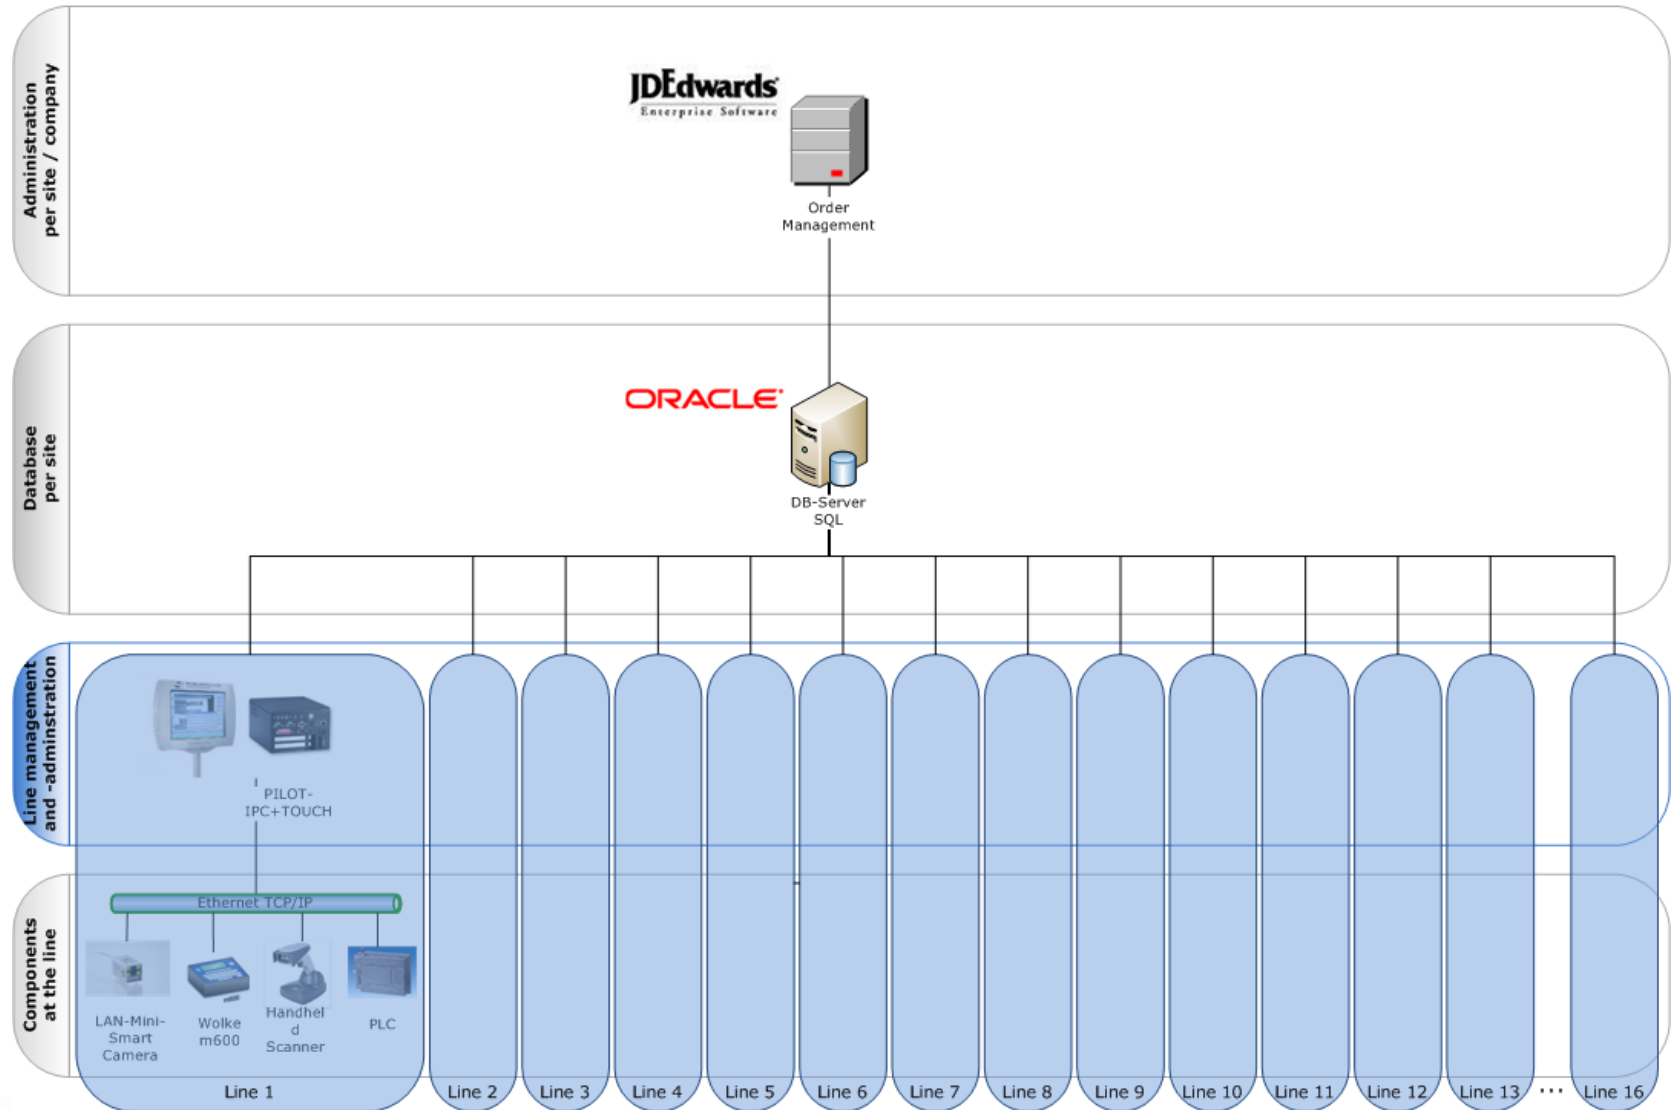 Administration
per site / company
JDEdwards
Enterprise Software
Order
Management
Database
per site
ORACLE
DB-Server
SQL
Line management
and -adminstration
PILOT-
IPC+TOUCH
Components
at the line
Ethernet TCP/IP
LAN-Mini-
Smart
Camera
Wolke
m600
Handhel
d
Scanner
PLC
Line 1
Line 2
Line 3
Line 4
Line 5
Line 6
Line 7
Line 8
Line 9
Line 10
Line 11
Line 12
Line 13
...
Line 16